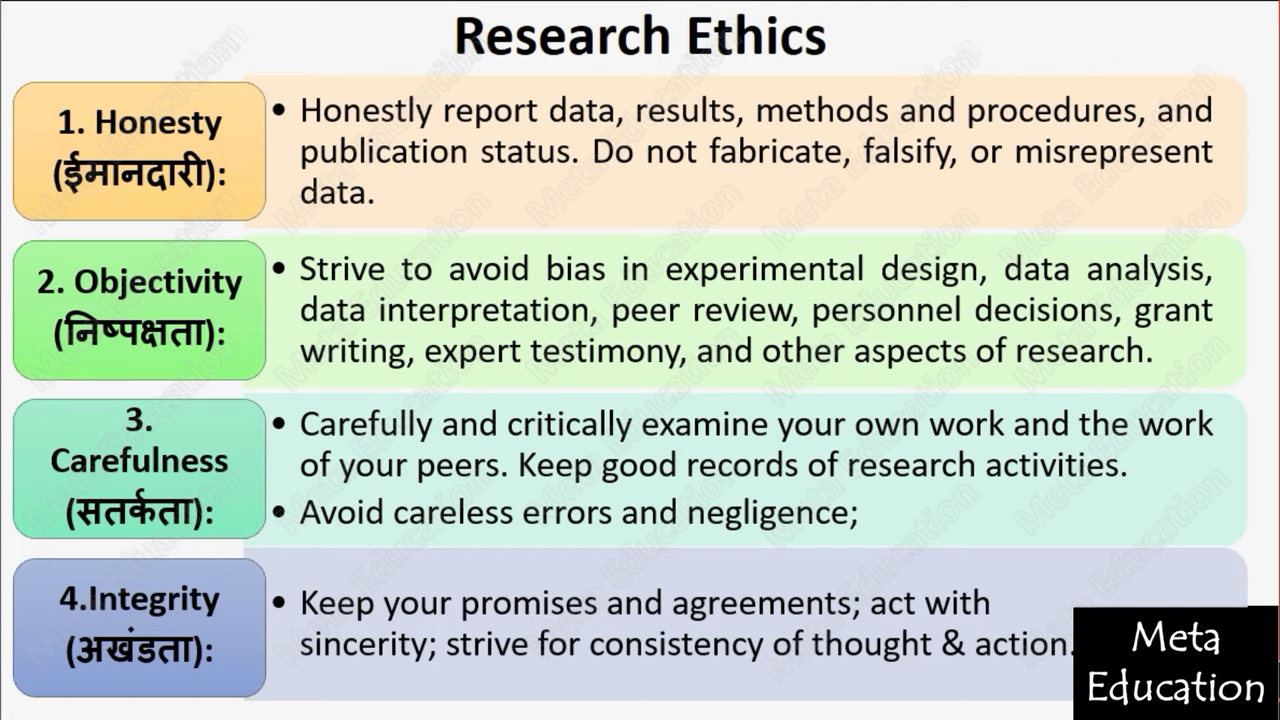 Research Ethics
1. Honesty
(ईमानदारी):
• Honestly report data, results, methods and procedures, and
publication status. Do not fabricate, falsify, or misrepresent
data.
2. Objectivity
(निष्पक्षता):
• Strive to avoid bias in experimental design, data analysis,
data interpretation, peer review, personnel decisions, grant
writing, expert testimony, and other aspects of research.
3.
Carefulness
(सतर्कता):
• Carefully and critically examine your own work and the work
of your peers. Keep good records of research activities.
• Avoid careless errors and negligence;
4.Integrity
(अखंडता):
• Keep your promises and agreements; act with
sincerity; strive for consistency of thought & action.
Meta
Education